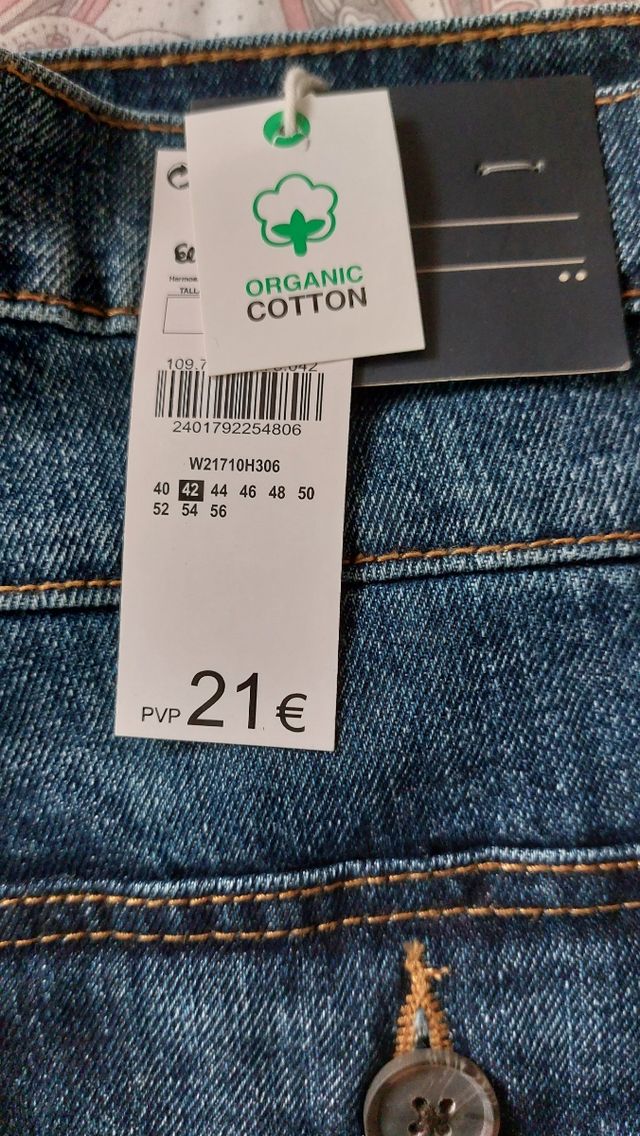 ORGANIC
COTTON
TALL
2401792254806
W21710H306
40 42 44 46 48 50
52 54 56
PVP 21€